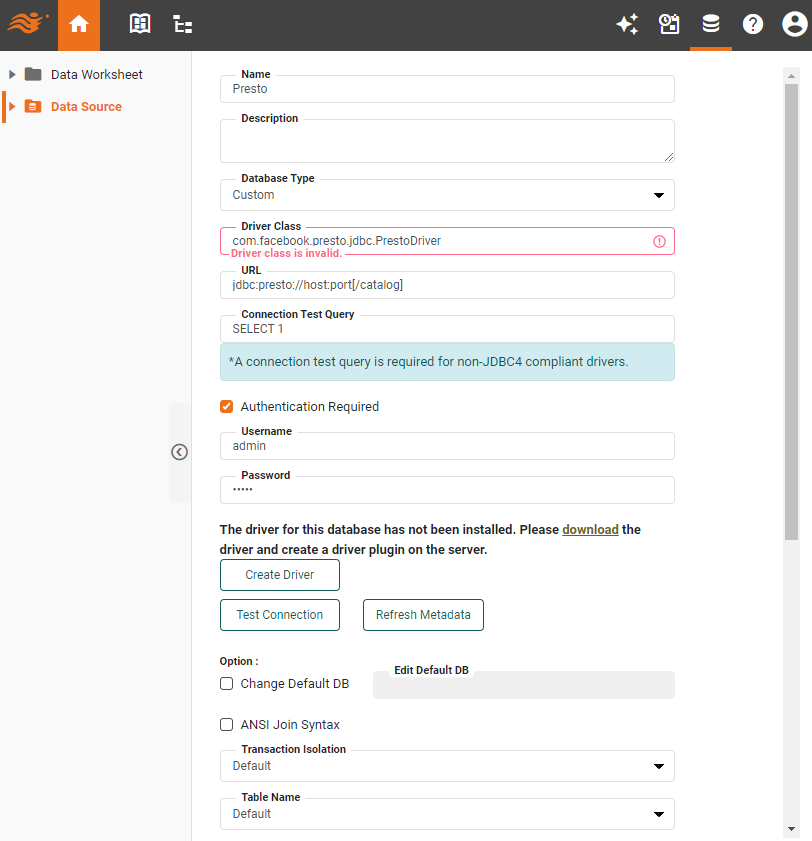 Data Worksheet
Data Source
Name
Presto
Description
Database Type
Custom
Driver Class
com.facebook.presto.jdbc.PrestoDriver
Driver class is invalid.
URL
jdbc:presto://host:port[/catalog]
Connection Test Query
SELECT 1
*A connection test query is required for non-JDBC4 compliant drivers.
Authentication Required
Username
admin
Password
•••••
The driver for this database has not been installed. Please download the
driver and create a driver plugin on the server.
Create Driver
Test Connection Refresh Metadata
Option :
Change Default DB Edit Default DB
ANSI Join Syntax
Transaction Isolation
Default
Table Name
Default